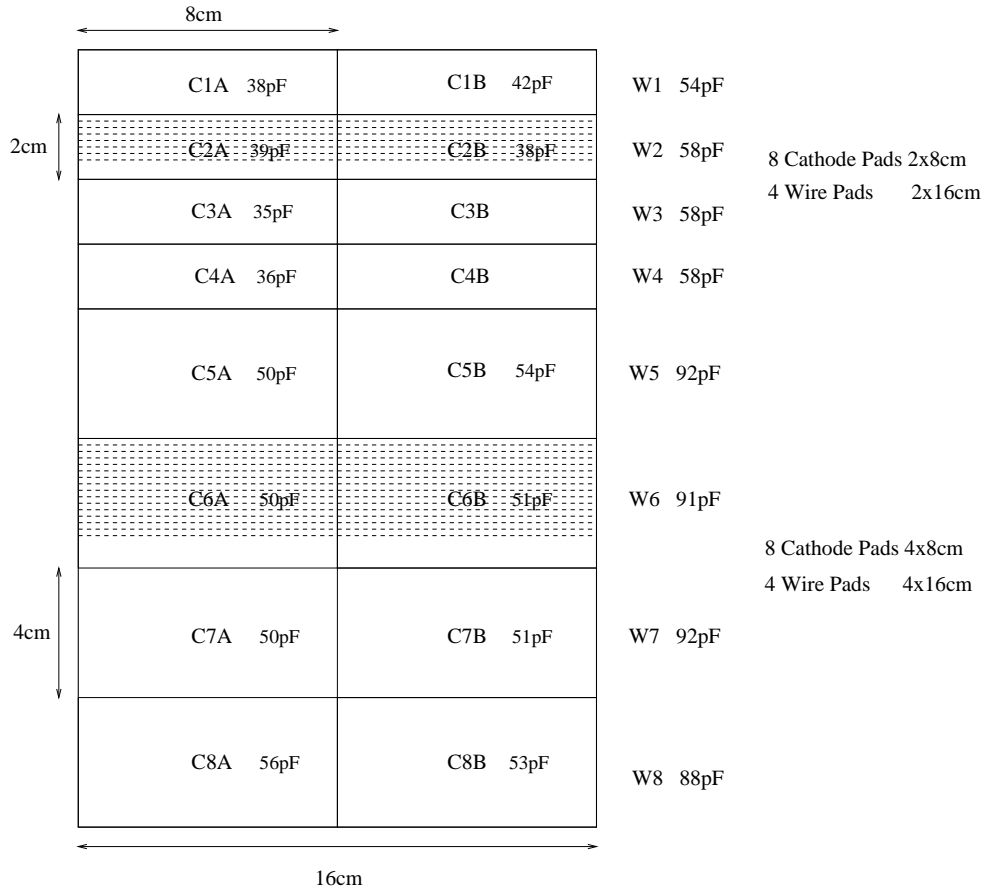 8cm
C1A 38pF C1B 42pF W1 54pF
2cm C2A 39pF C2B 38pF W2 58pF
8 Cathode Pads 2x8cm
4 Wire Pads 2x16cm
C3A 35pF C3B W3 58pF
C4A 36pF C4B W4 58pF
C5A 50pF C5B 54pF W5 92pF
C6A 50pF C6B 51pF W6 91pF
8 Cathode Pads 4x8cm
4 Wire Pads 4x16cm
4cm C7A 50pF C7B 51pF W7 92pF
C8A 56pF C8B 53pF W8 88pF
16cm